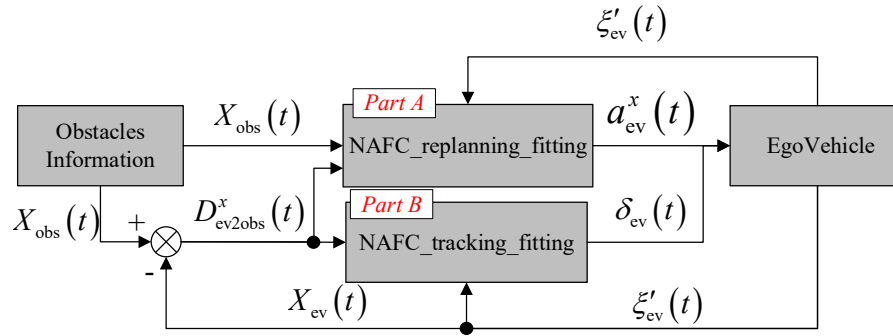 ξ′ev(t)
Part A
Xobs(t)
axev(t)
Obstacles
Information
NAFC_replanning_fitting
EgoVehicle
Part B
Xobs(t)
+
Dxev2obs(t)
δev(t)
NAFC_tracking_fitting
-
Xev(t)
ξ′ev(t)